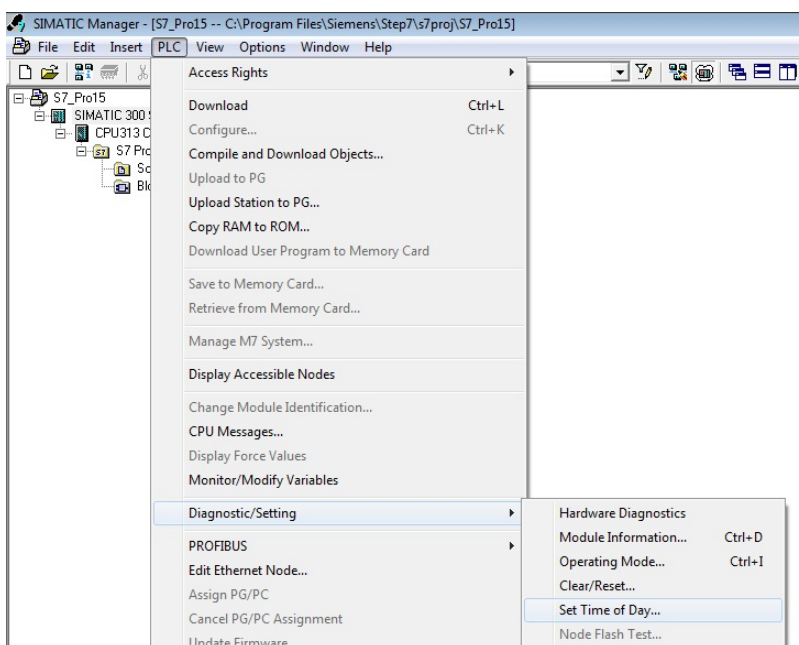 SIMATIC Manager - [S7_Pro15 -- C:\Program Files\Siemens\Step7\s7proj\S7_Pro15]
File Edit Insert PLC View Options Window Help
S7_Pro15
SIMATIC 300
CPU313 C
S7 Pro
So
Blo
Access Rights
Download Ctrl+L
Configure... Ctrl+K
Compile and Download Objects...
Upload to PG
Upload Station to PG...
Copy RAM to ROM...
Download User Program to Memory Card
Save to Memory Card...
Retrieve from Memory Card...
Manage M7 System...
Display Accessible Nodes
Change Module Identification...
CPU Messages...
Display Force Values
Monitor/Modify Variables
Diagnostic/Setting
PROFIBUS
Edit Ethernet Node...
Assign PG/PC
Cancel PG/PC Assignment
Update Firmware
Hardware Diagnostics
Module Information... Ctrl+D
Operating Mode... Ctrl+I
Clear/Reset...
Set Time of Day...
Node Flash Test...